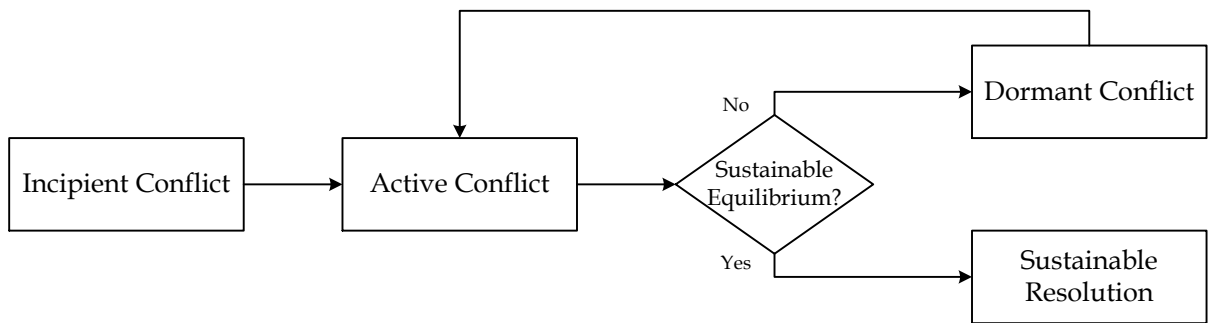 Incipient Conflict
Active Conflict
Sustainable
Equilibrium?
No
Dormant Conflict
Yes
Sustainable
Resolution